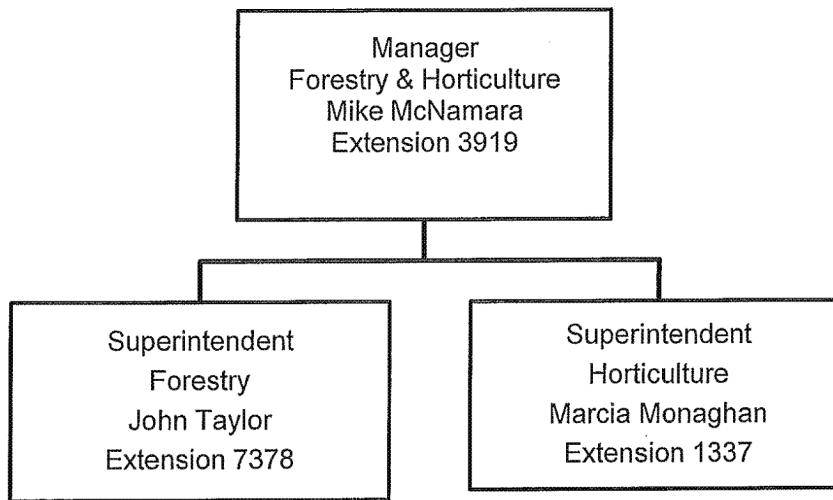 Manager
Forestry & Horticulture
Mike McNamara
Extension 3919
Superintendent
Forestry
John Taylor
Extension 7378
Superintendent
Horticulture
Marcia Monaghan
Extension 1337